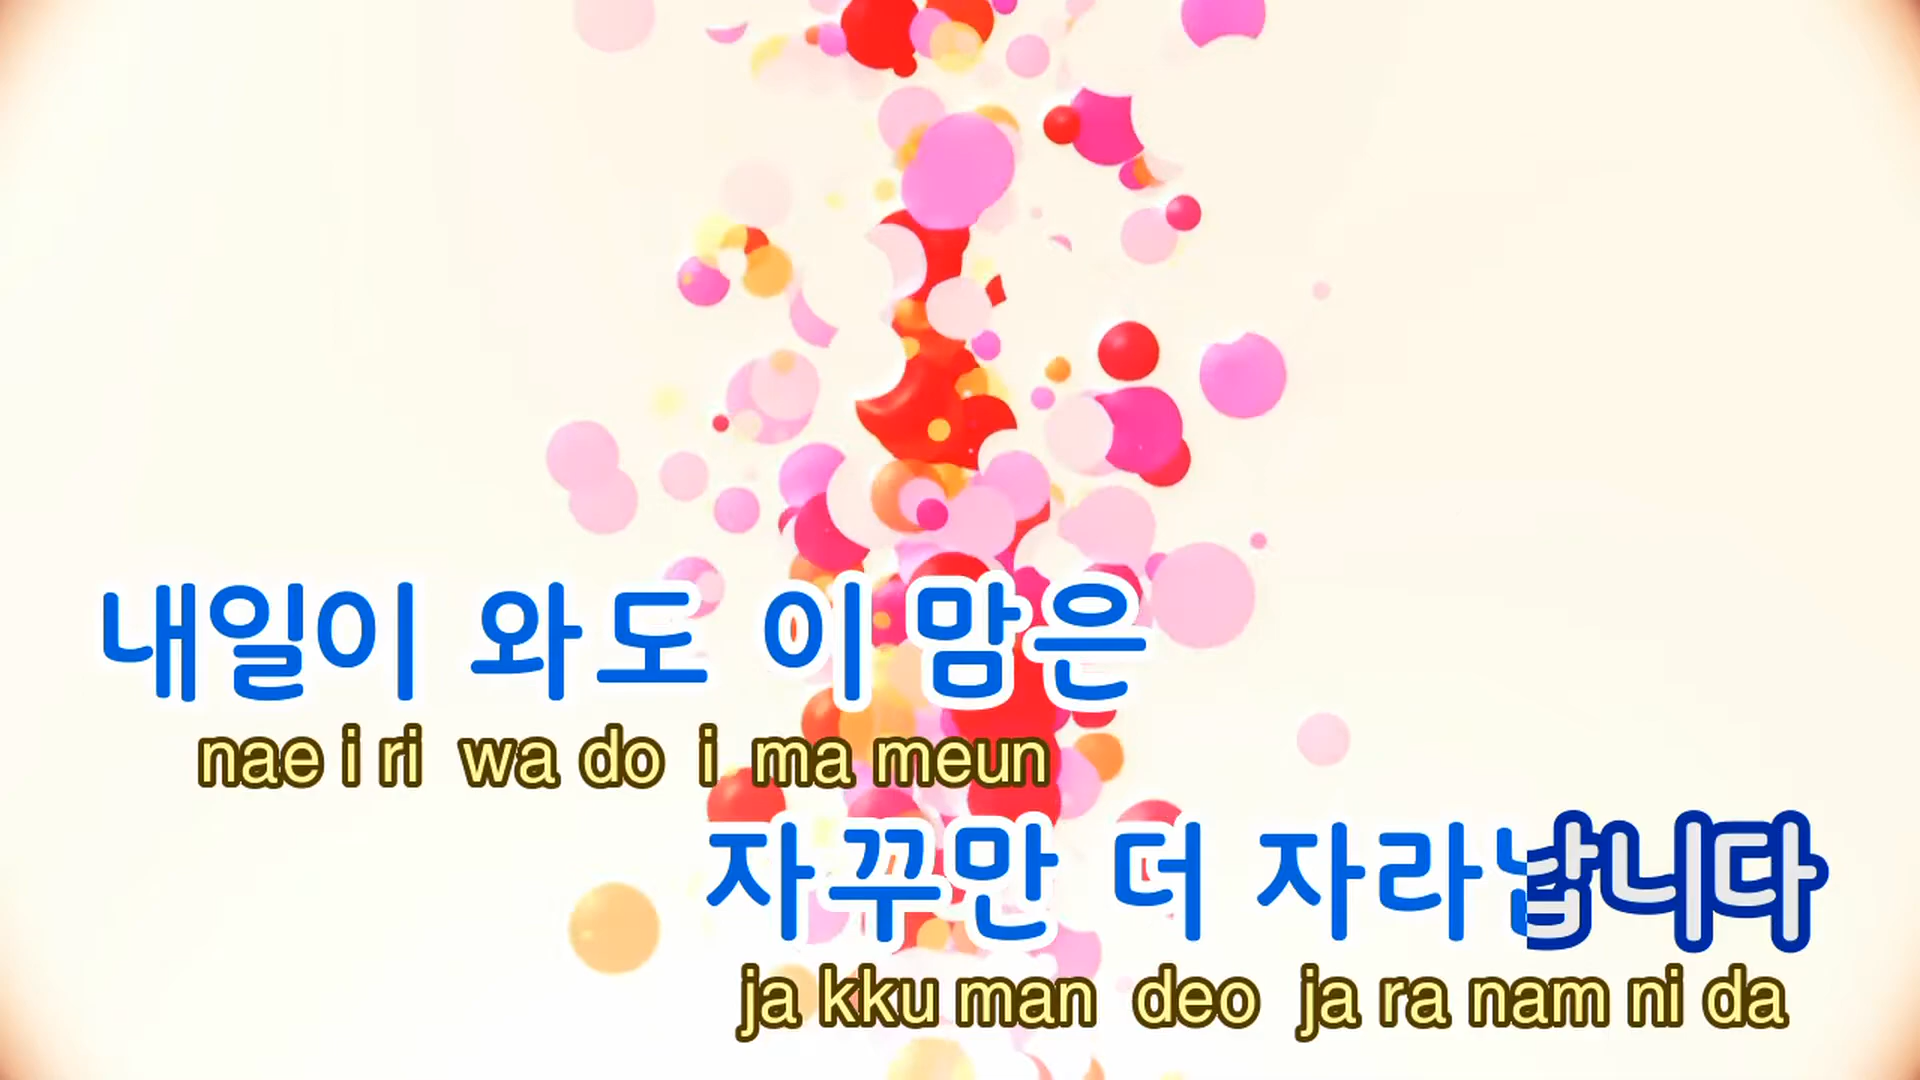 내일이 와도 이 맘은
nae i ri wa do i ma meun
자꾸만 더 자라납니다
ja kku man deo ja ra nam ni da